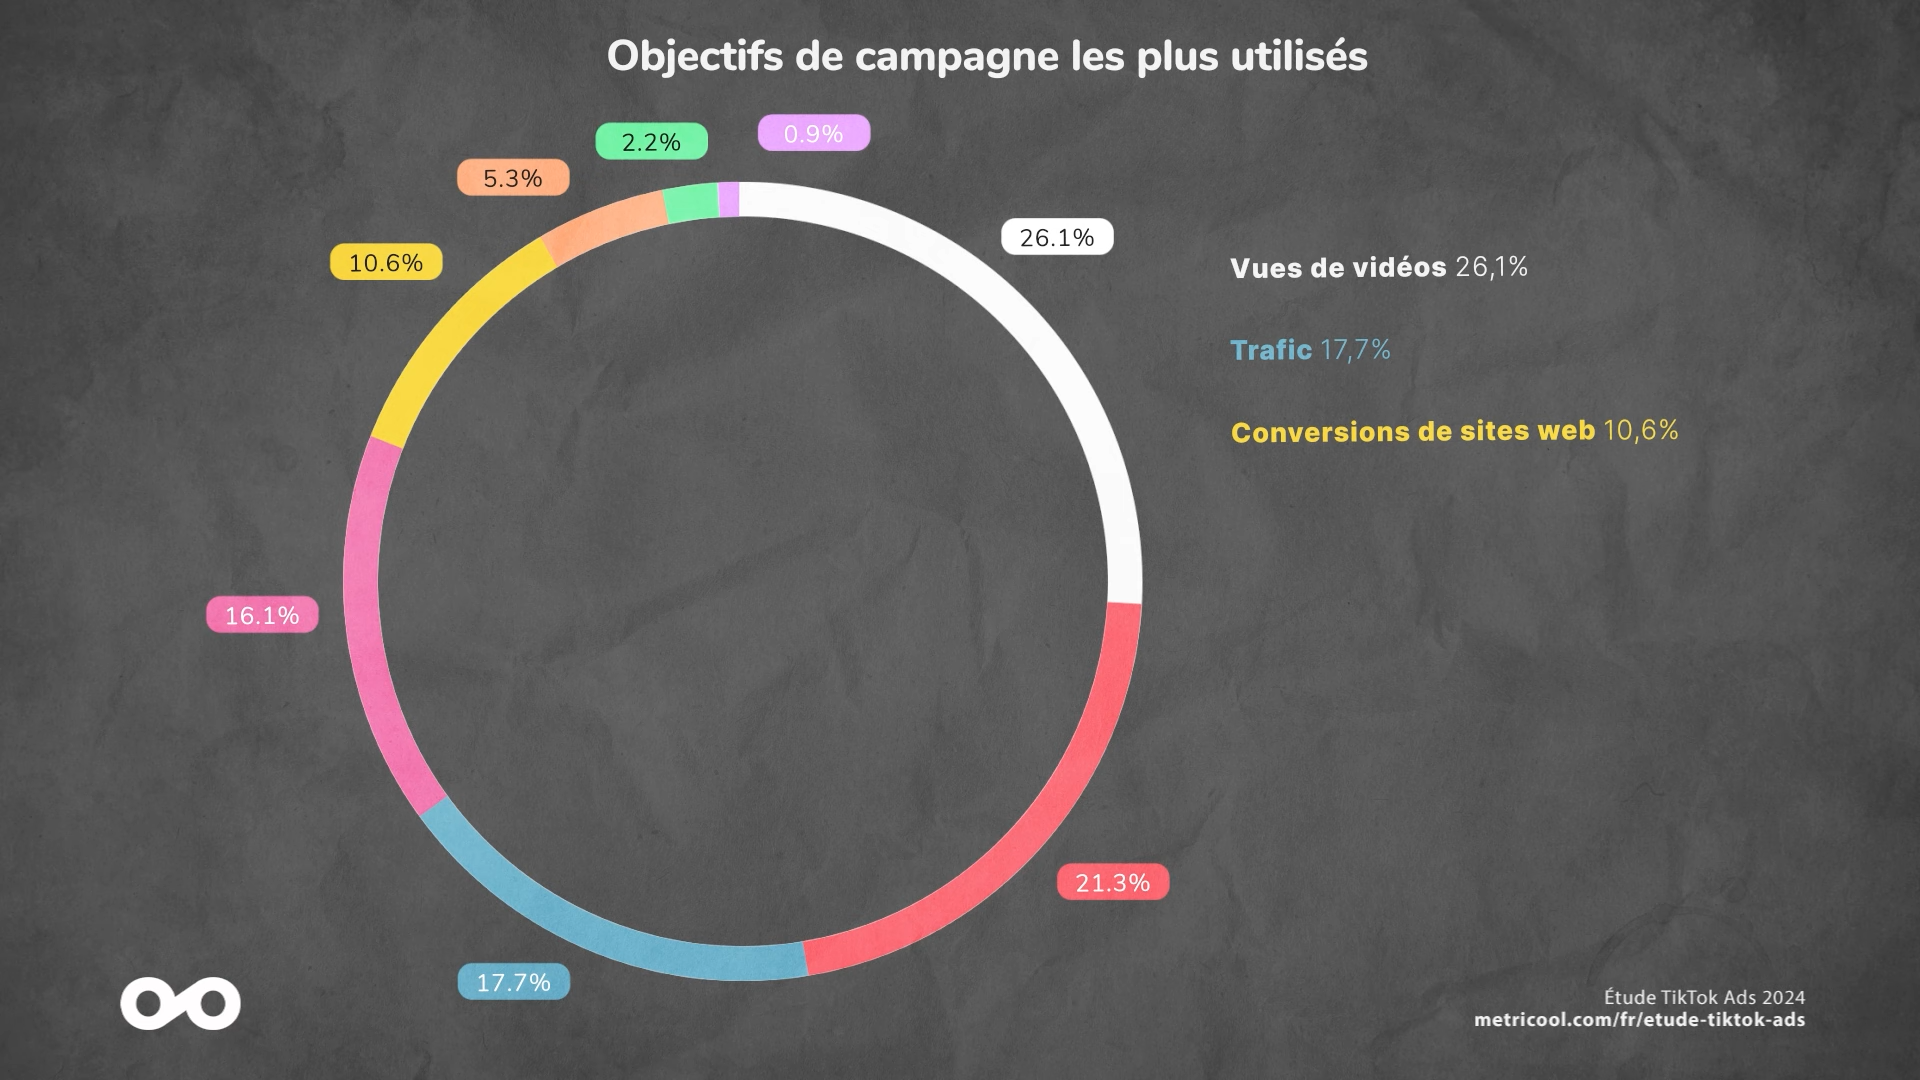 Objectifs de campagne les plus utilisés
0.9%
2.2%
5.3%
26.1%
10.6%
Vues de vidéos 26,1%
Trafic 17,7%
Conversions de sites web 10,6%
16.1%
21.3%
17.7%
Étude TikTok Ads 2024
metricool.com/fr/etude-tiktok-ads